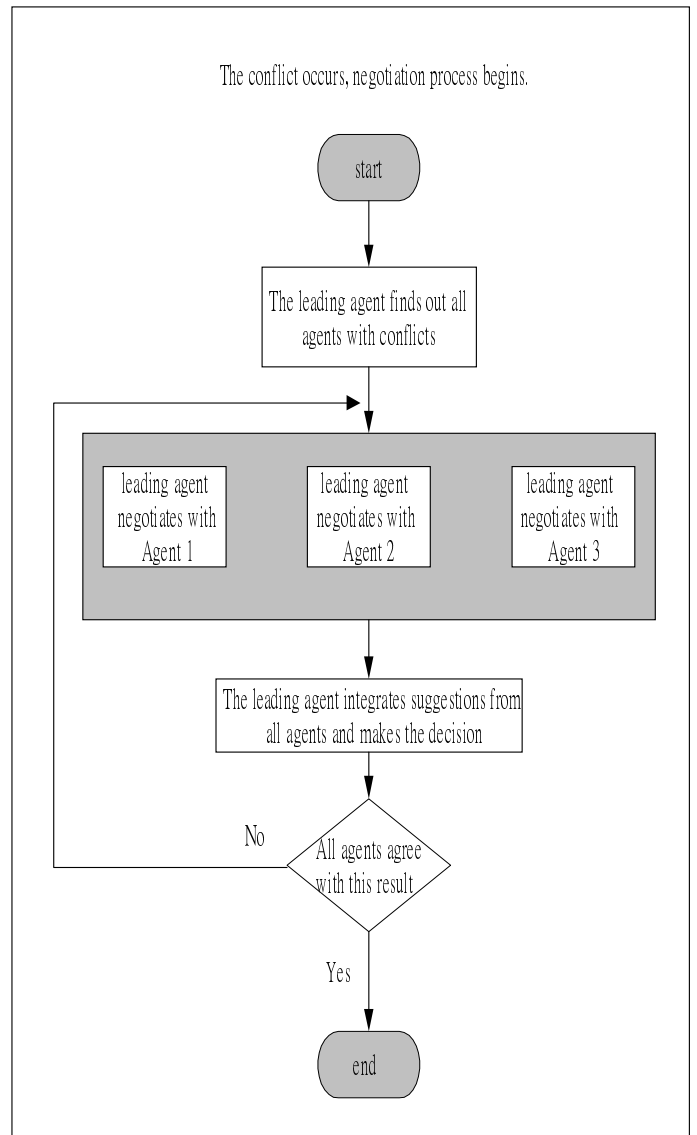 The conflict occurs, negotiation process begins.
start
The leading agent finds out all
agents with conflicts
leading agent
negotiates with
Agent 1
leading agent
negotiates with
Agent 2
leading agent
negotiates with
Agent 3
The leading agent integrates suggestions from
all agents and makes the decision
No
All agents agree
with this result
Yes
end